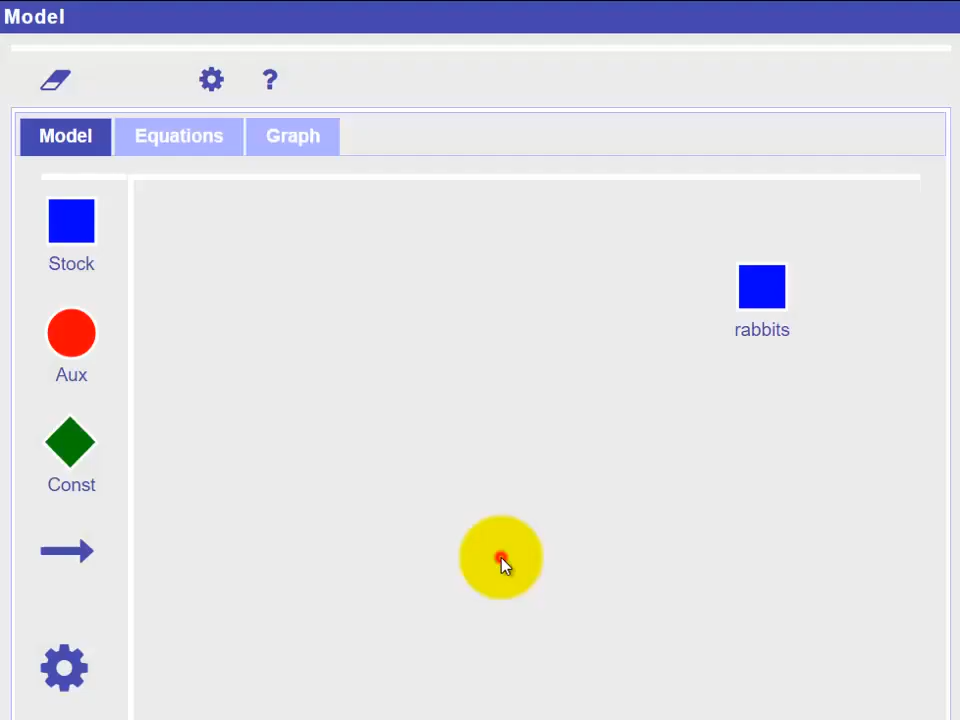 Model
?
Model Equations Graph
Stock
rabbits
Aux
Const